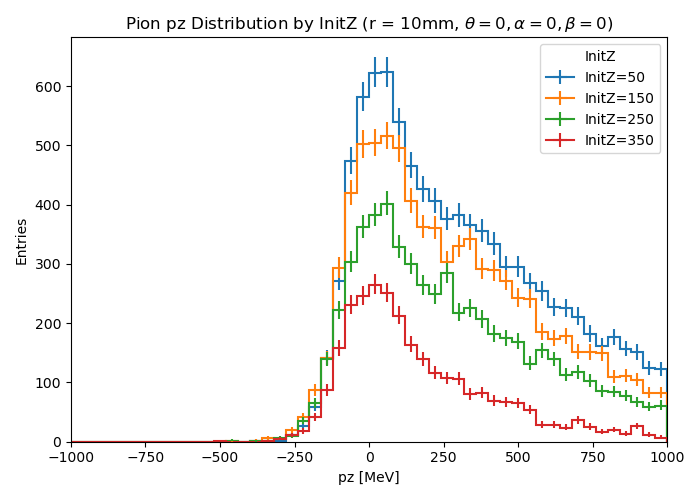 Pion pz Distribution by InitZ (r = 10mm, θ = 0, α = 0, β = 0)
InitZ
InitZ=50
InitZ=150
InitZ=250
InitZ=350
Entries
600
500
400
300
200
100
0
−1000 −750 −500 −250 0 250 500 750 1000
pz [MeV]